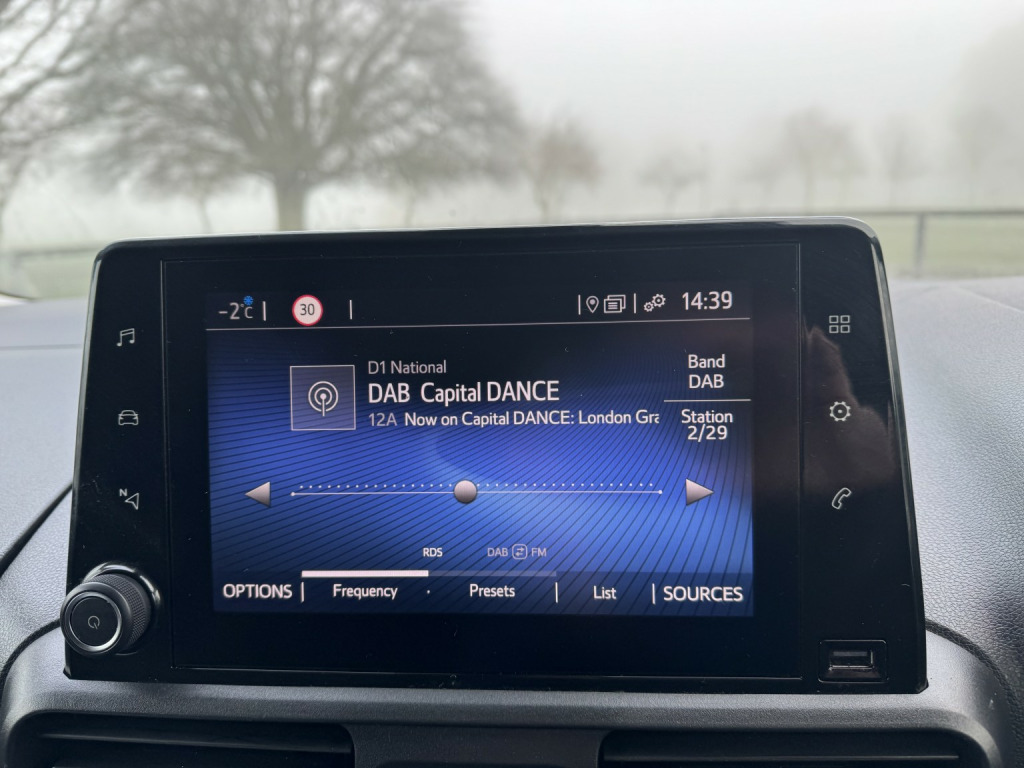 -2°C 30 14:39
D1 National
DAB Capital DANCE
12A Now on Capital DANCE: London Gra
Band
DAB
Station
2/29
N
RDS DAB FM
OPTIONS Frequency Presets List SOURCES